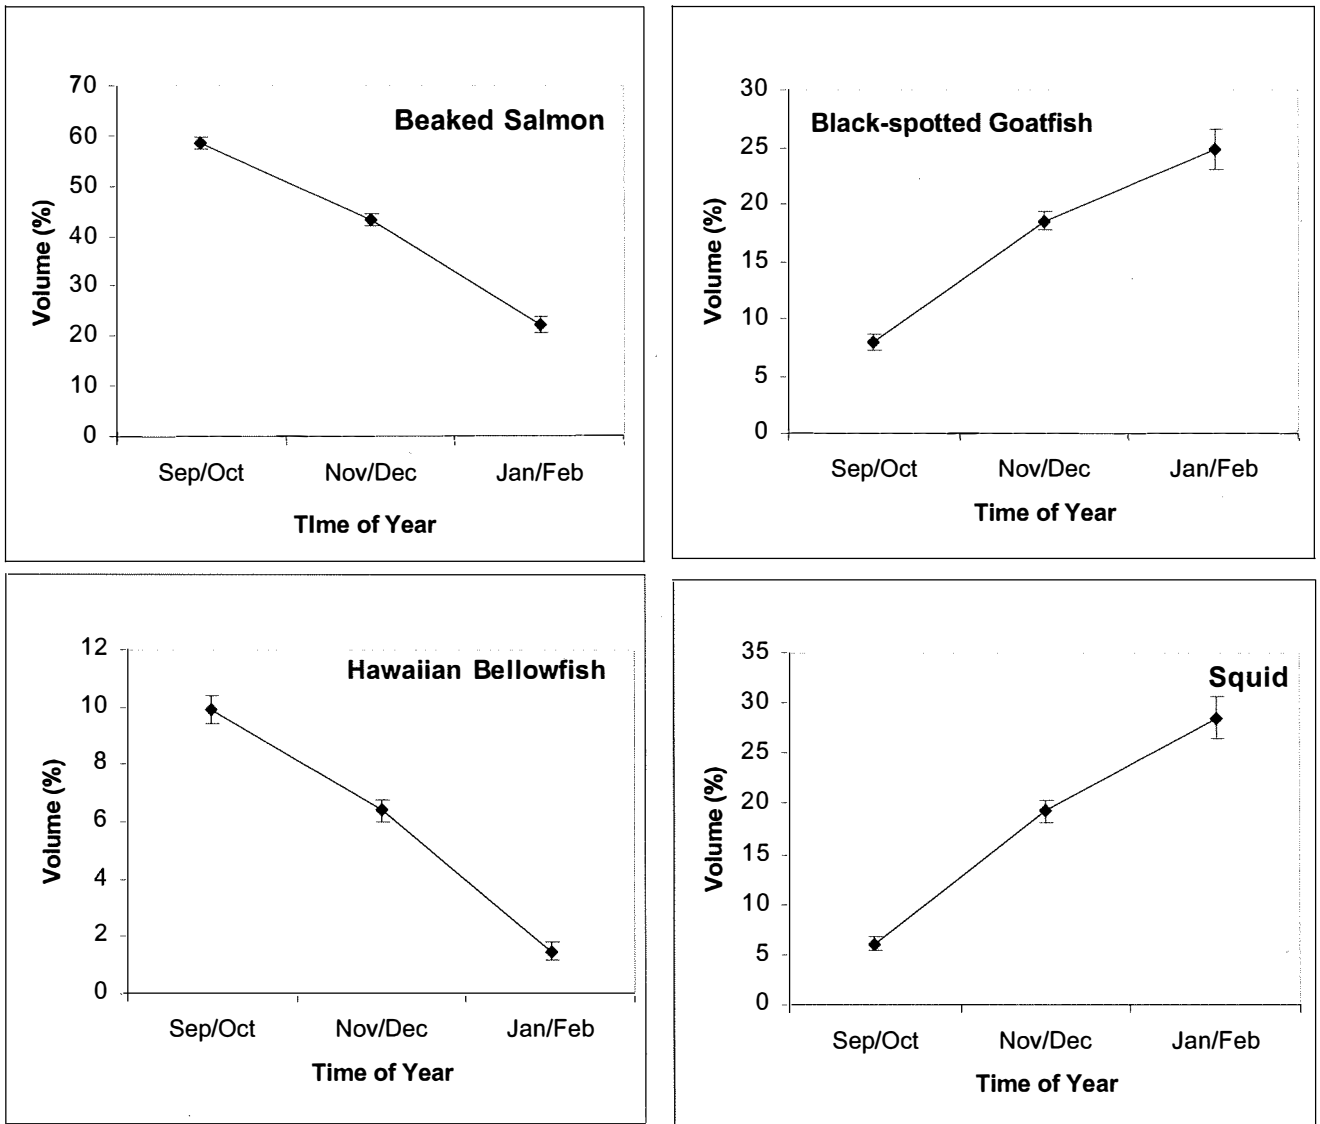 70
60
50
40
30
20
10
0
Volume (%)
Beaked Salmon
Sep/Oct Nov/Dec Jan/Feb
TIme of Year
30
25
20
15
10
5
0
Volume (%)
Black-spotted Goatfish
Sep/Oct Nov/Dec Jan/Feb
Time of Year
12
10
8
6
4
2
0
Volume (%)
Hawaiian Bellowfish
Sep/Oct Nov/Dec Jan/Feb
Time of Year
35
30
25
20
15
10
5
0
Volume (%)
Squid
Sep/Oct Nov/Dec Jan/Feb
Time of Year